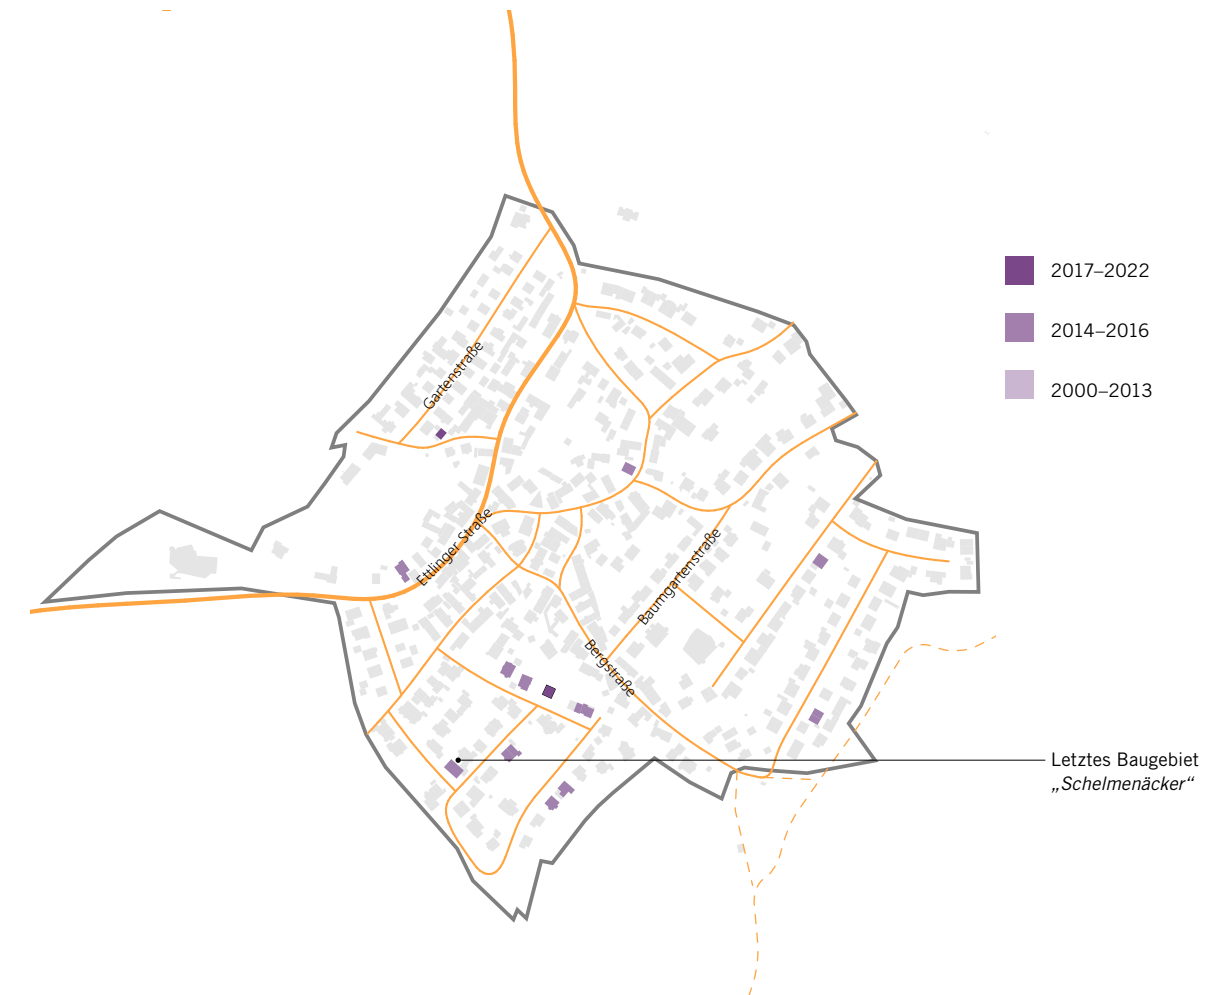 2017–2022
2014–2016
2000–2013
Gartenstraße
Ettlinger Straße
Baumgartenstraße
Bergstraße
Letztes Baugebiet
„Schelmenäcker“